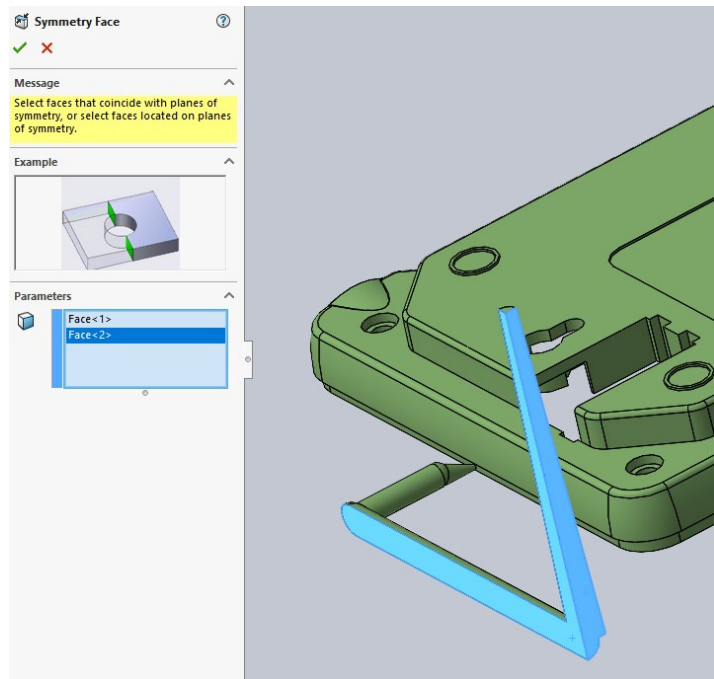 Symmetry Face
Message
Select faces that coincide with planes of
symmetry, or select faces located on planes
of symmetry.
Example
Parameters
Face<1>
Face<2>